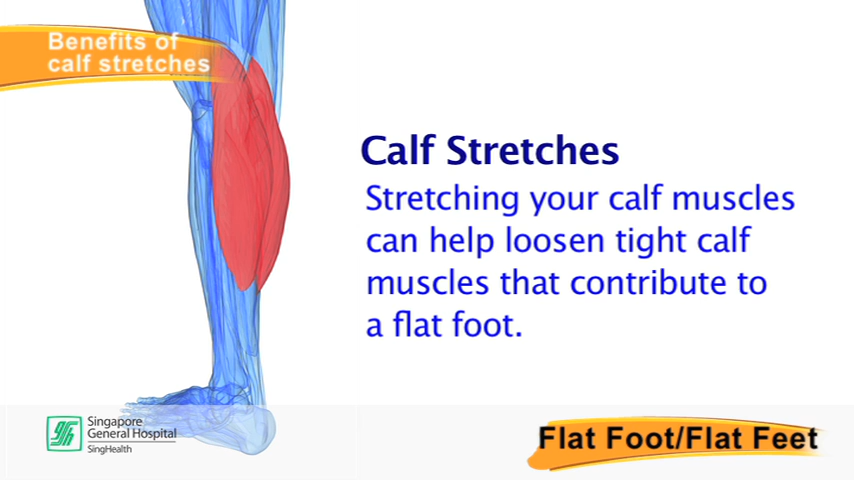 Benefits of
calf stretches
Calf Stretches
Stretching your calf muscles
can help loosen tight calf
muscles that contribute to
a flat foot.
Singapore
General Hospital
SingHealth
Flat Foot/Flat Feet